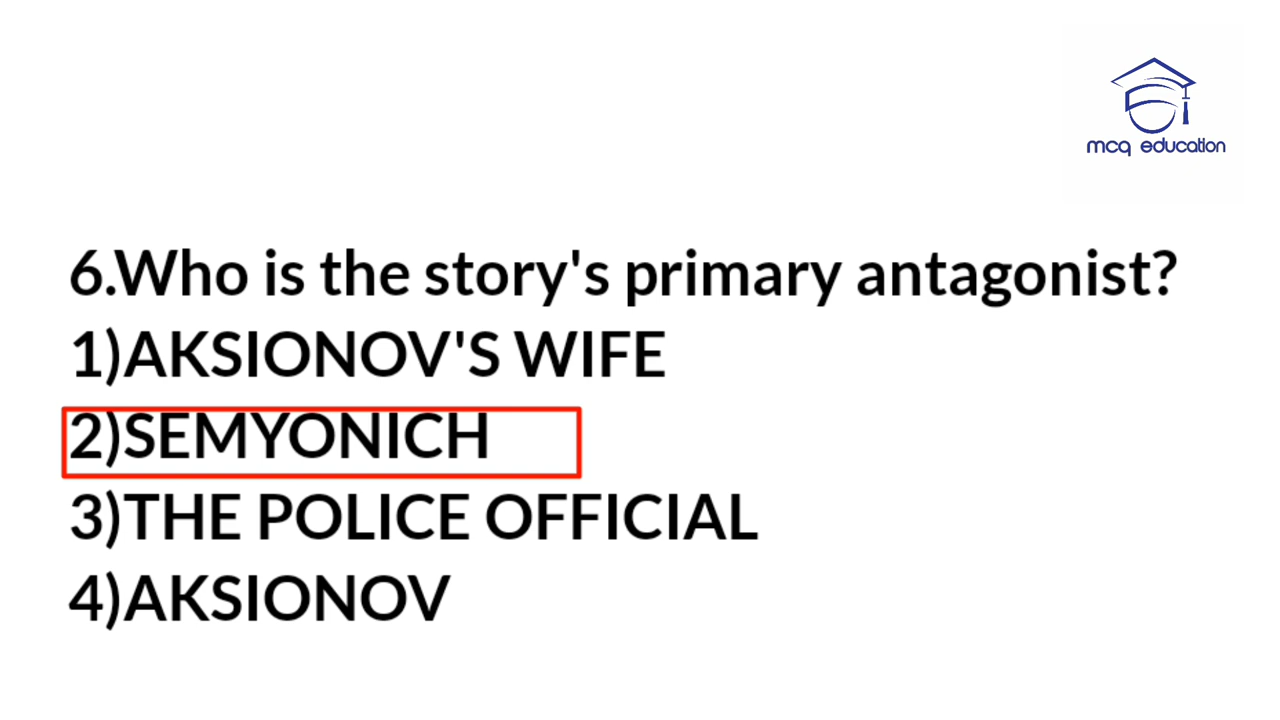 mcq education
6.Who is the story's primary antagonist?
1)AKSIONOV'S WIFE
2)SEMYONICH
3)THE POLICE OFFICIAL
4)AKSIONOV